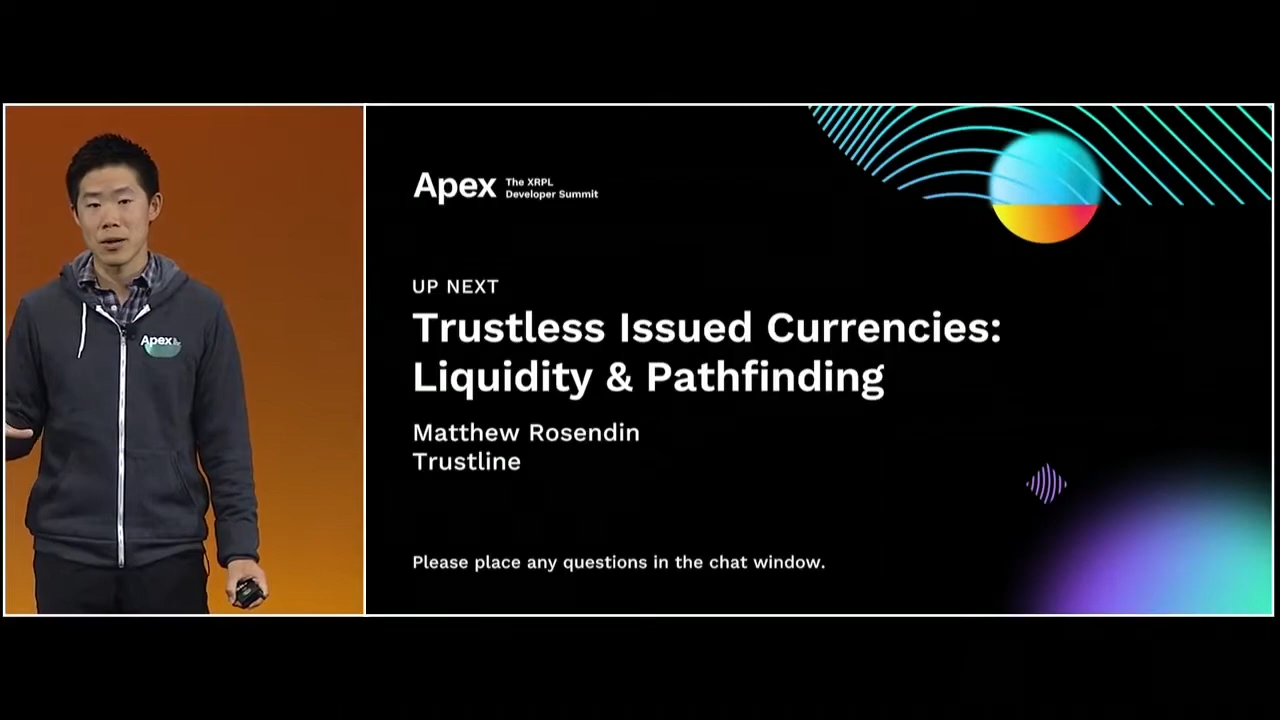 Apex
The XRPL
Developer Summit
UP NEXT
Trustless Issued Currencies:
Liquidity & Pathfinding
Matthew Rosendin
Trustline
Please place any questions in the chat window.
Apex